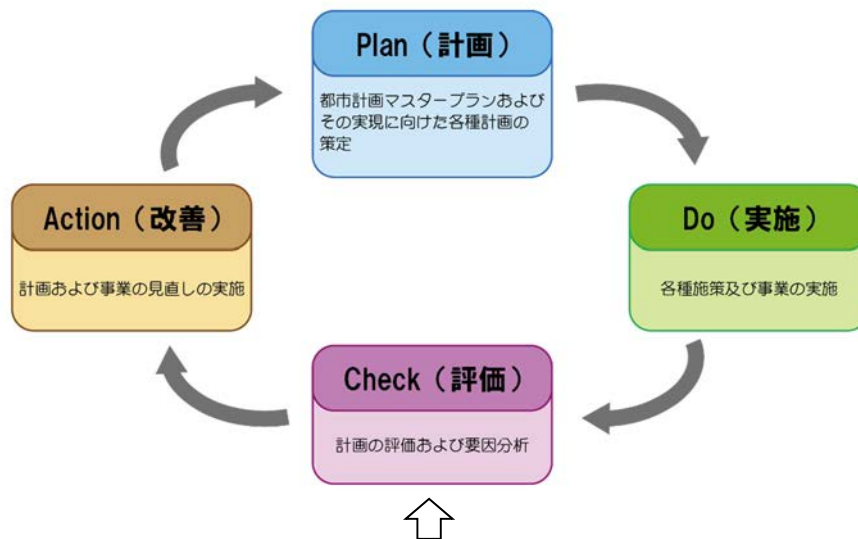 Plan（計画）
都市計画マスタープランおよび
その実現に向けた各種計画の
策定
Action（改善）
計画および事業の見直しの実施
Do（実施）
各種施策及び事業の実施
Check（評価）
計画の評価および要因分析